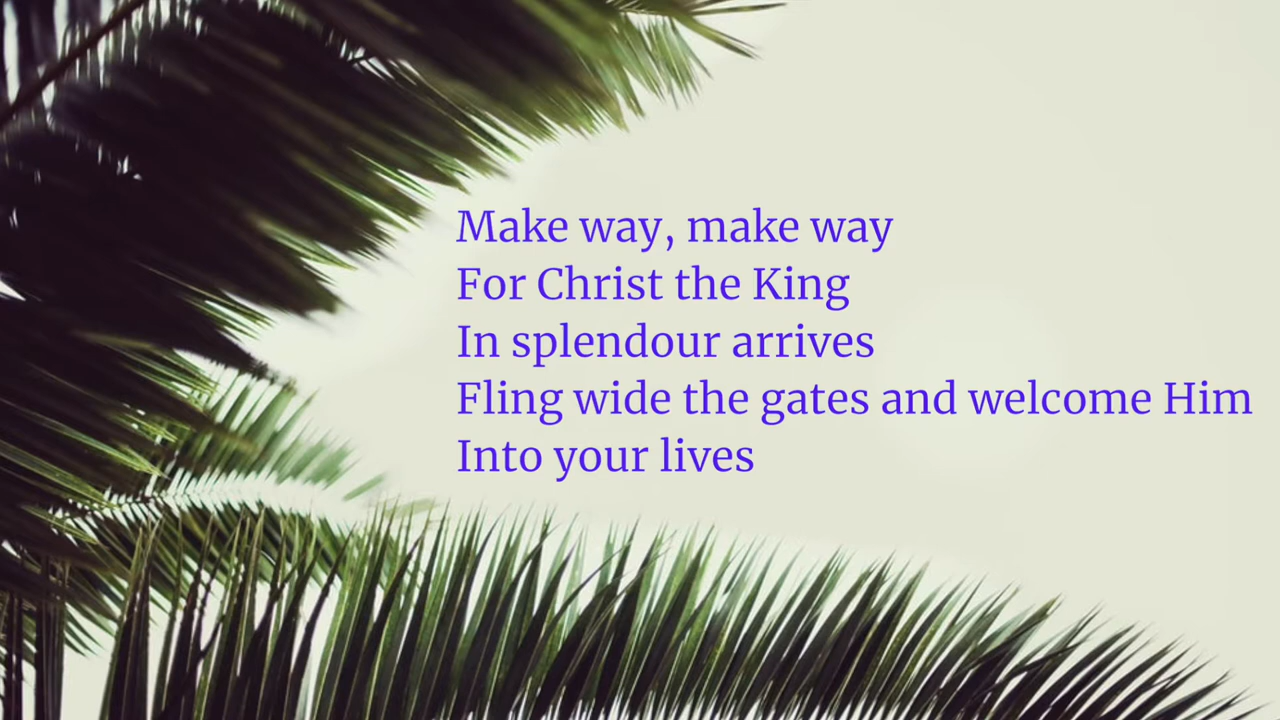 Make way, make way
For Christ the King
In splendour arrives
Fling wide the gates and welcome Him
Into your lives